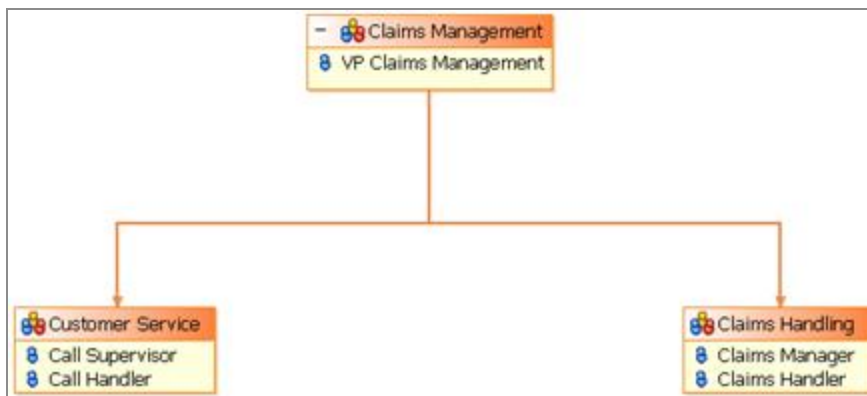 Claims Management
VP Claims Management
Customer Service
Call Supervisor
Call Handler
Claims Handling
Claims Manager
Claims Handler